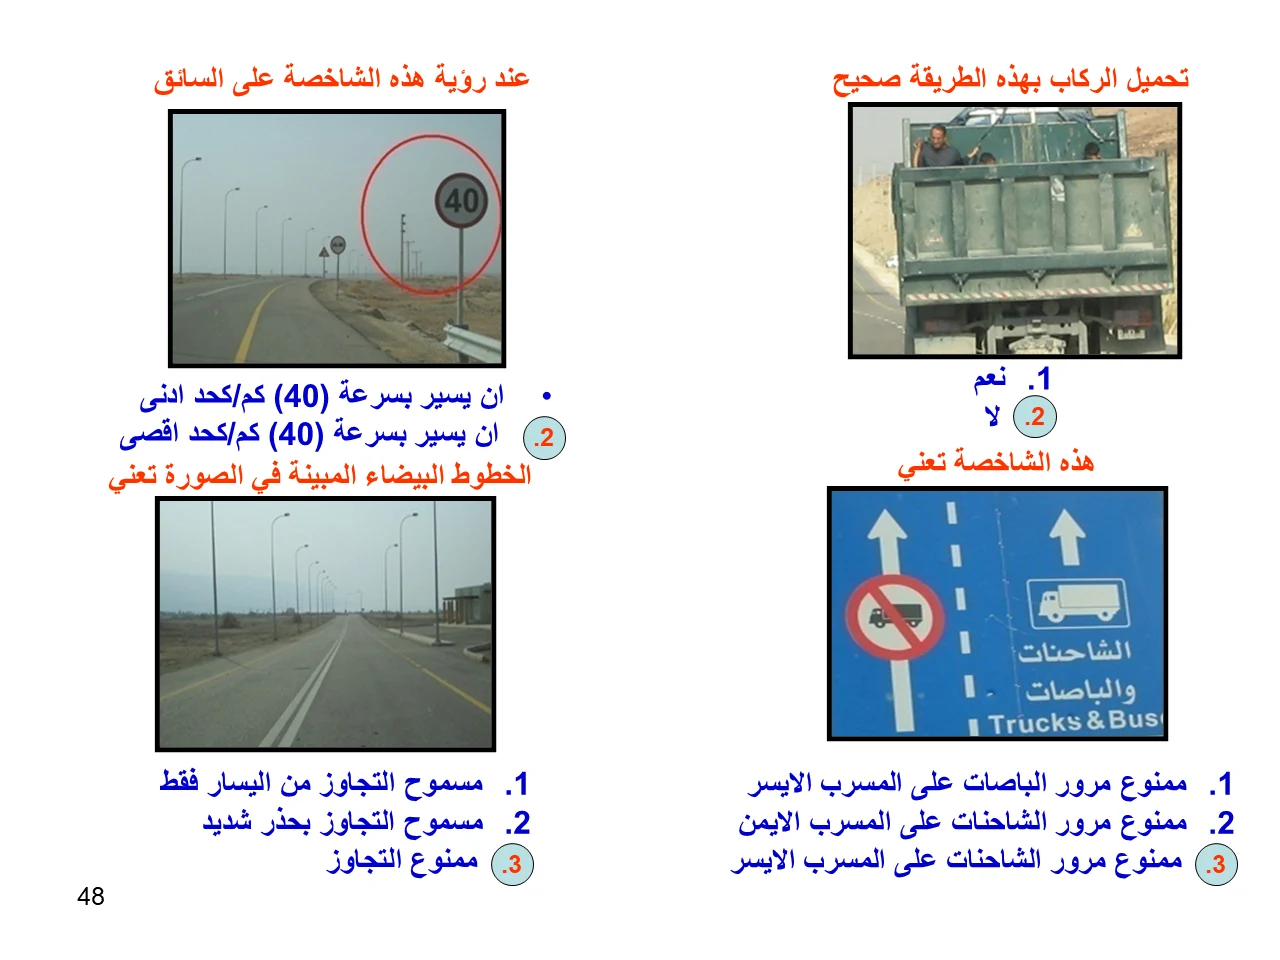 تحميل الركاب بهذه الطريقة صحيح
1. نعم
2. لا
هذه الشاخصة تعني
الشاحنات
والباصات
Trucks & Bus
1. ممنوع مرور الباصات على المسرب الايسر
2. ممنوع مرور الشاحنات على المسرب الايمن
3. ممنوع مرور الشاحنات على المسرب الايسر
عند رؤية هذه الشاخصة على السائق
40
• ان يسير بسرعة (40) كم/كحد ادنى
2. ان يسير بسرعة (40) كم/كحد اقصى
الخطوط البيضاء المبينة في الصورة تعني
1. مسموح التجاوز من اليسار فقط
2. مسموح التجاوز بحذر شديد
3. ممنوع التجاوز
48